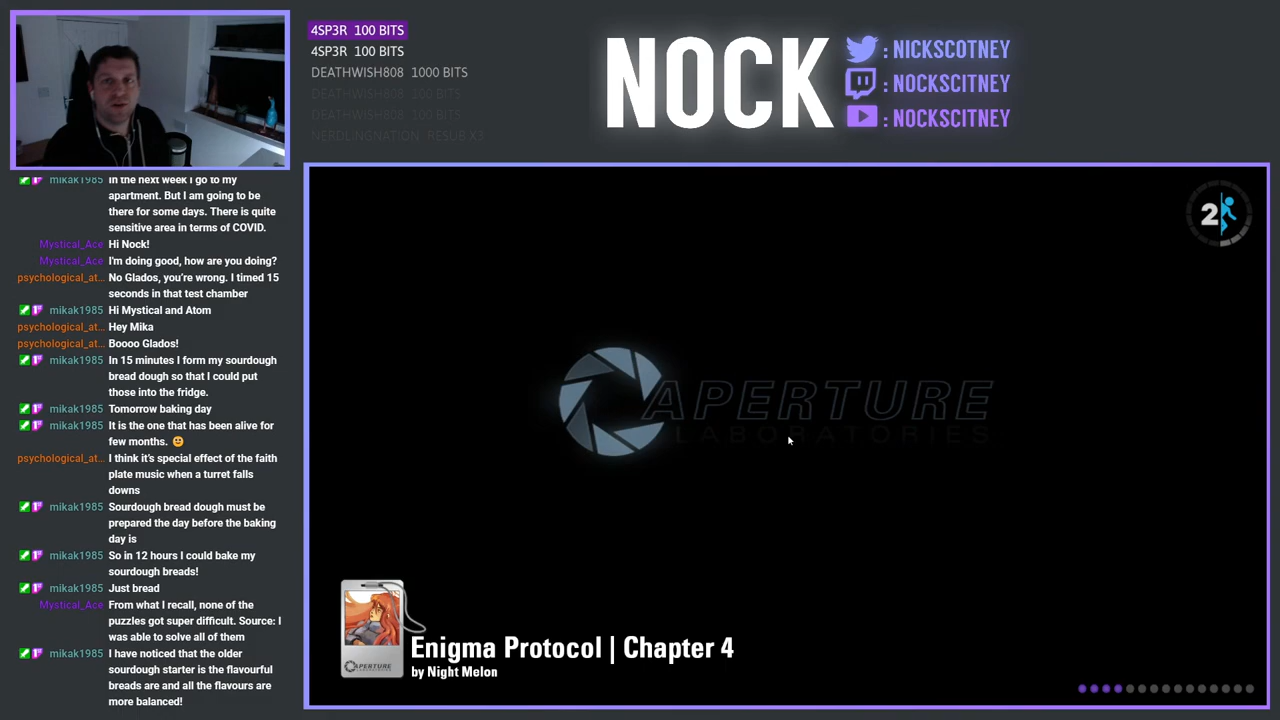 4SP3R 100 BITS
4SP3R 100 BITS
DEATHWISH808 1000 BITS
DEATHWISH808 100 BITS
DEATHWISH808 100 BITS
NERDLINGNATION RESUB X3
NOCK
: NICKSCOTNEY
: NOCKSCITNEY
: NOCKSCITNEY
mikak1985 In the next week I go to my
apartment. But I am going to be
there for some days. There is quite
sensitive area in terms of COVID.
Mystical_Ace Hi Nock!
Mystical_Ace I'm doing good, how are you doing?
psychological_at... No Glados, you're wrong. I timed 15
seconds in that test chamber
mikak1985 Hi Mystical and Atom
psychological_at... Hey Mika
psychological_at... Boooo Glados!
mikak1985 In 15 minutes I form my sourdough
bread dough so that I could put
those into the fridge.
mikak1985 Tomorrow baking day
mikak1985 It is the one that has been alive for
few months.
psychological_at... I think it's special effect of the faith
plate music when a turret falls
downs
mikak1985 Sourdough bread dough must be
prepared the day before the baking
day is
mikak1985 So in 12 hours I could bake my
sourdough breads!
mikak1985 Just bread
Mystical_Ace From what I recall, none of the
puzzles got super difficult. Source: I
was able to solve all of them
mikak1985 I have noticed that the older
sourdough starter is the flavourful
breads are and all the flavours are
more balanced!
2
APERTURE
LABORATORIES
APERTURE
Enigma Protocol | Chapter 4
by Night Melon